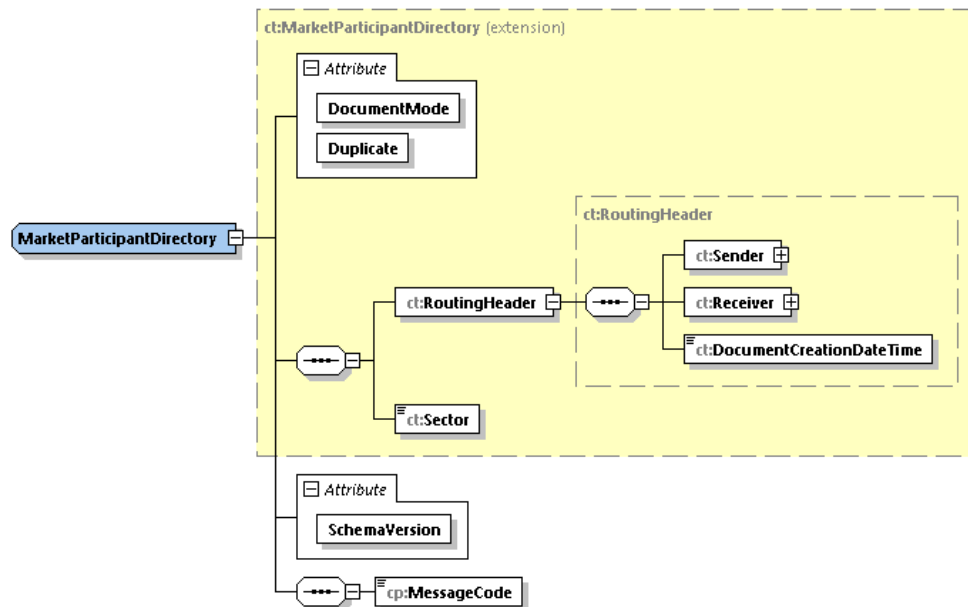 ct:MarketParticipantDirectory (extension)
Attribute
DocumentMode
Duplicate
MarketParticipantDirectory
ct:RoutingHeader
ct:Sender
ct:RoutingHeader
ct:Receiver
ct:DocumentCreationDateTime
ct:Sector
Attribute
SchemaVersion
cp:MessageCode